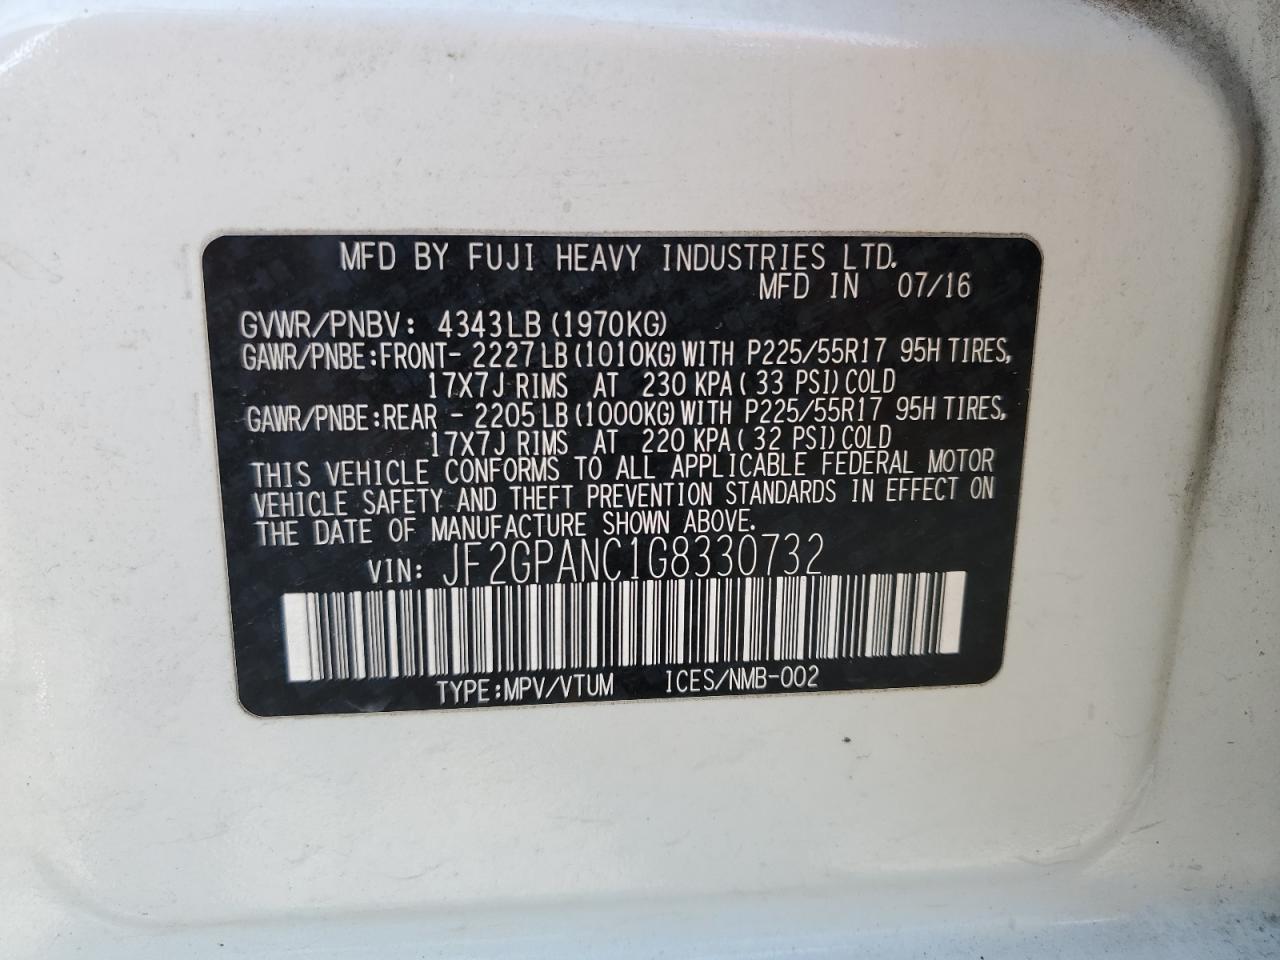 MFD BY FUJI HEAVY INDUSTRIES LTD.
MFD IN 07/16
GVWR/PNBV: 4343LB (1970KG)
GAWR/PNBE:FRONT- 2227LB (1010KG) WITH P225/55R17 95H TIRES,
17X7J RIMS AT 230 KPA( 33 PSI) COLD
GAWR/PNBE:REAR - 2205LB (1000KG) WITH P225/55R17 95H TIRES,
17X7J RIMS AT 220 KPA( 32 PSI) COLD
THIS VEHICLE CONFORMS TO ALL APPLICABLE FEDERAL MOTOR
VEHICLE SAFETY AND THEFT PREVENTION STANDARDS IN EFFECT ON
THE DATE OF MANUFACTURE SHOWN ABOVE.
VIN: JF2GPANC1G8330732
TYPE:MPV/VTUM ICES/NMB-002